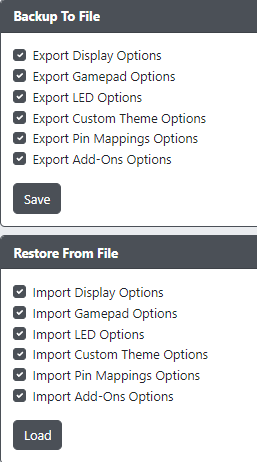 Backup To File
Export Display Options
Export Gamepad Options
Export LED Options
Export Custom Theme Options
Export Pin Mappings Options
Export Add-Ons Options
Save
Restore From File
Import Display Options
Import Gamepad Options
Import LED Options
Import Custom Theme Options
Import Pin Mappings Options
Import Add-Ons Options
Load